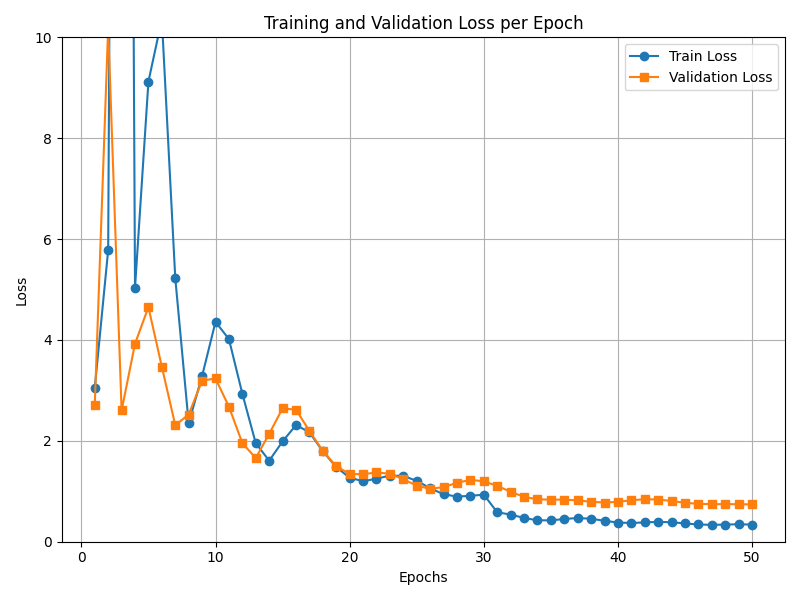 Training and Validation Loss per Epoch
Train Loss
Validation Loss
Loss
10
8
6
4
2
0
0 10 20 30 40 50
Epochs